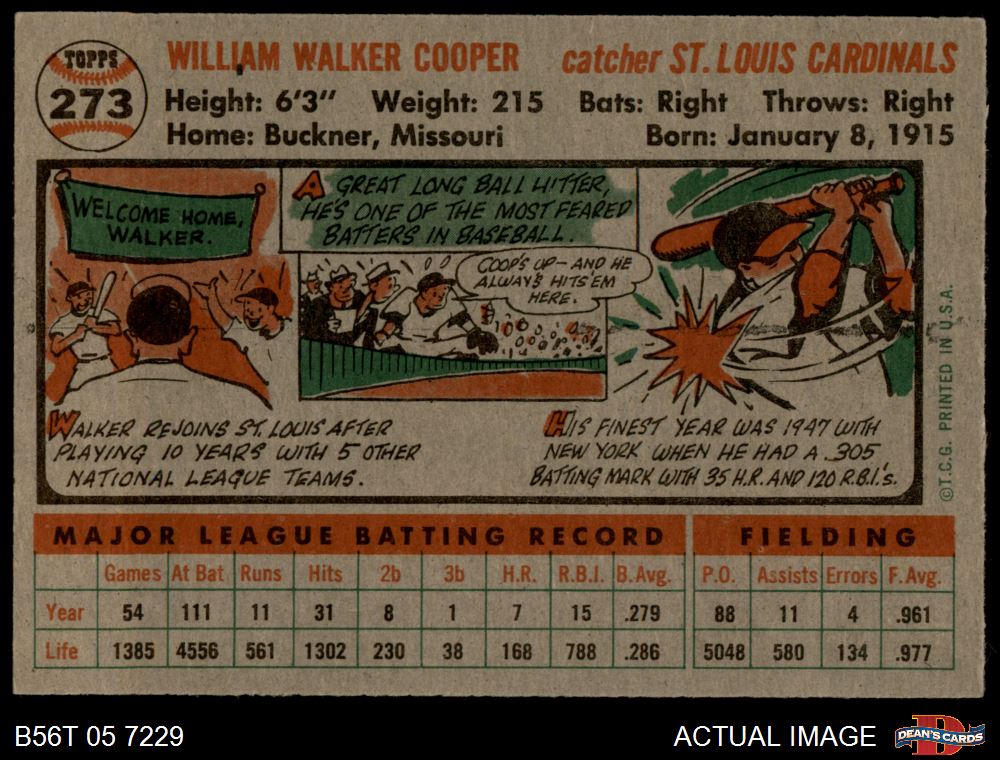 TOPPS
273
WILLIAM WALKER COOPER
catcher ST. LOUIS CARDINALS
Height: 6'3" Weight: 215 Bats: Right Throws: Right
Home: Buckner, Missouri Born: January 8, 1915
WELCOME HOME,
WALKER.
A GREAT LONG BALL HITTER,
HE'S ONE OF THE MOST FEARED
BATTERS IN BASEBALL.
COOP'S UP - AND HE
ALWAYS HITS 'EM
HERE.
WALKER REJOINS ST. LOUIS AFTER
PLAYING 10 YEARS WITH 5 OTHER
NATIONAL LEAGUE TEAMS.
HIS FINEST YEAR WAS 1947 WITH
NEW YORK WHEN HE HAD A .305
BATTING MARK WITH 35 H.R. AND 120 R.B.I.'s.
©T.C.G. PRINTED IN U.S.A.
MAJOR LEAGUE BATTING RECORD FIELDING
Games At Bat Runs Hits 2b 3b H.R. R.B.I. B.Avg. P.O. Assists Errors F.Avg.
Year 54 111 11 31 8 1 7 15 .279 88 11 4 .961
Life 1385 4556 561 1302 230 38 168 788 .286 5048 580 134 .977
B56T 05 7229
ACTUAL IMAGE
DEAN'S CARDS